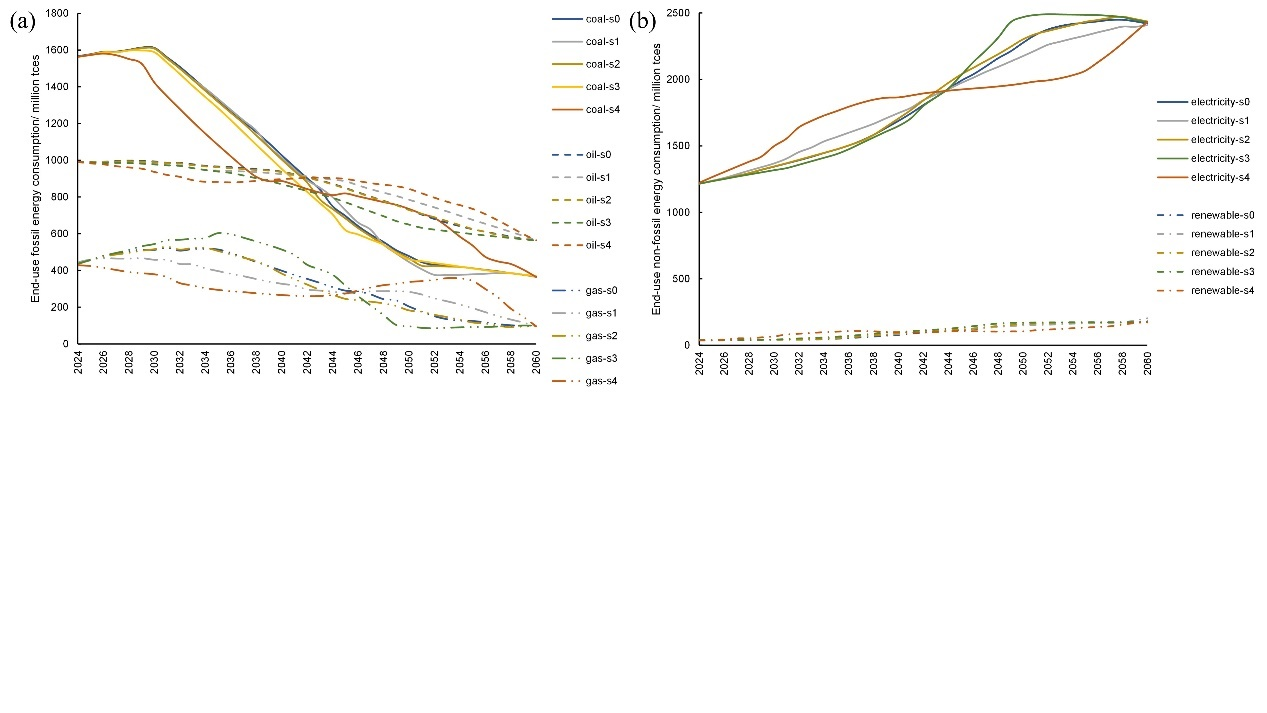 (a)
End-use fossil energy consumption/ million tces
1800
1600
1400
1200
1000
800
600
400
200
0
2024
2026
2028
2030
2032
2034
2036
2038
2040
2042
2044
2046
2048
2050
2052
2054
2056
2058
2060
coal-s0
coal-s1
coal-s2
coal-s3
coal-s4
oil-s0
oil-s1
oil-s2
oil-s3
oil-s4
gas-s0
gas-s1
gas-s2
gas-s3
gas-s4
(b)
End-use non-fossil energy consumption/ million tces
2500
2000
1500
1000
500
0
2024
2026
2028
2030
2032
2034
2036
2038
2040
2042
2044
2046
2048
2050
2052
2054
2056
2058
2060
electricity-s0
electricity-s1
electricity-s2
electricity-s3
electricity-s4
renewable-s0
renewable-s1
renewable-s2
renewable-s3
renewable-s4